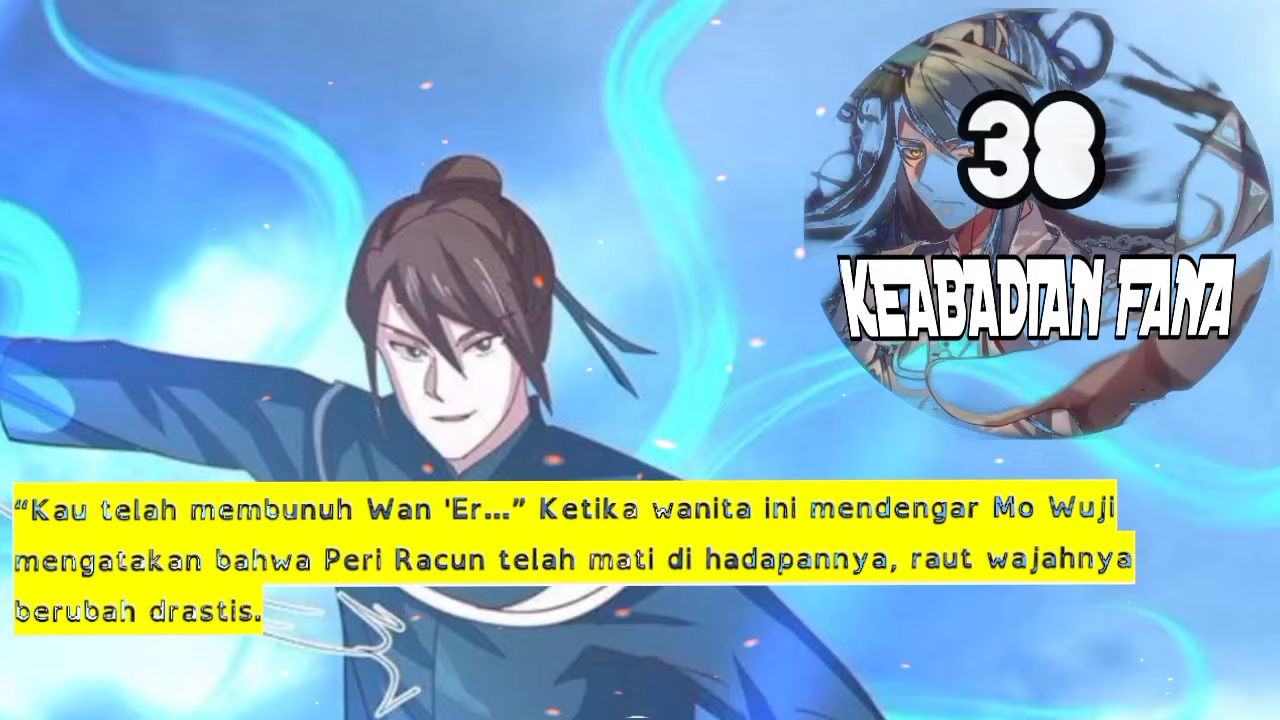 38
KEABADIAN FANA
“Kau telah membunuh Wan 'Er...” Ketika wanita ini mendengar Mo Wuji
mengatakan bahwa Peri Racun telah mati di hadapannya, raut wajahnya
berubah drastis.